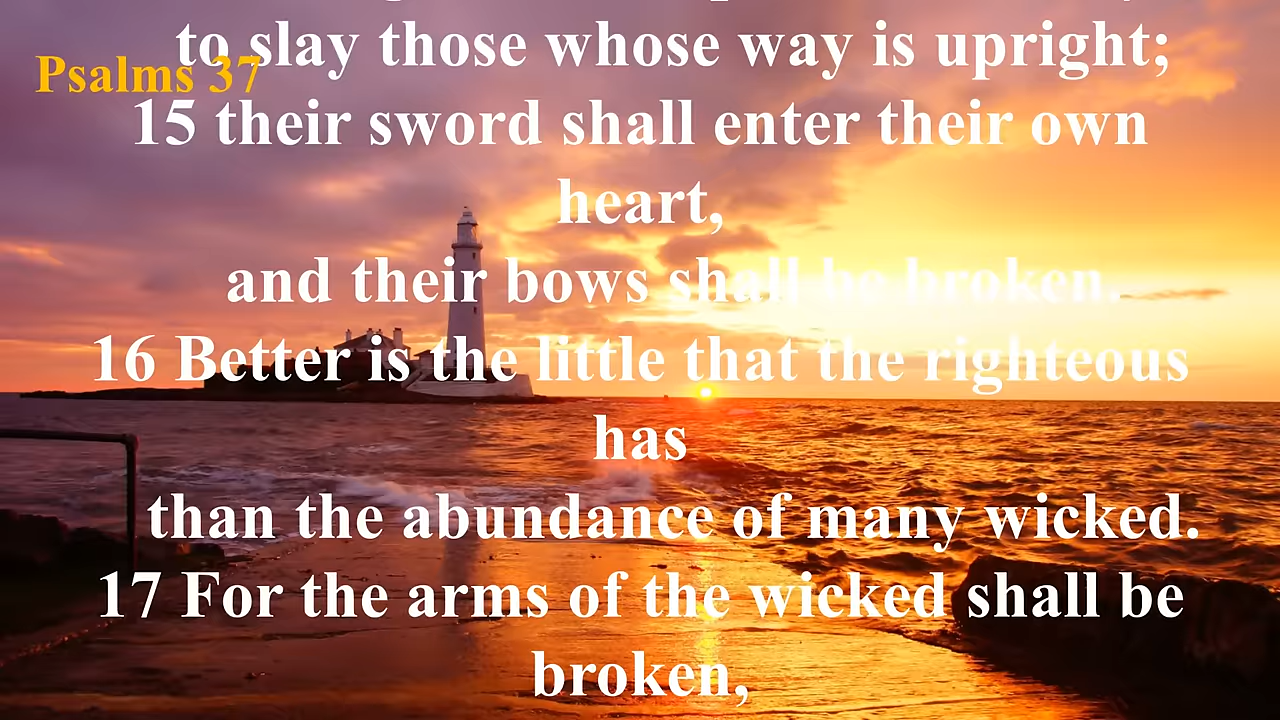 to slay those whose way is upright;
Psalms 37
15 their sword shall enter their own
heart,
and their bows shall be broken.
16 Better is the little that the righteous
has
than the abundance of many wicked.
17 For the arms of the wicked shall be
broken,